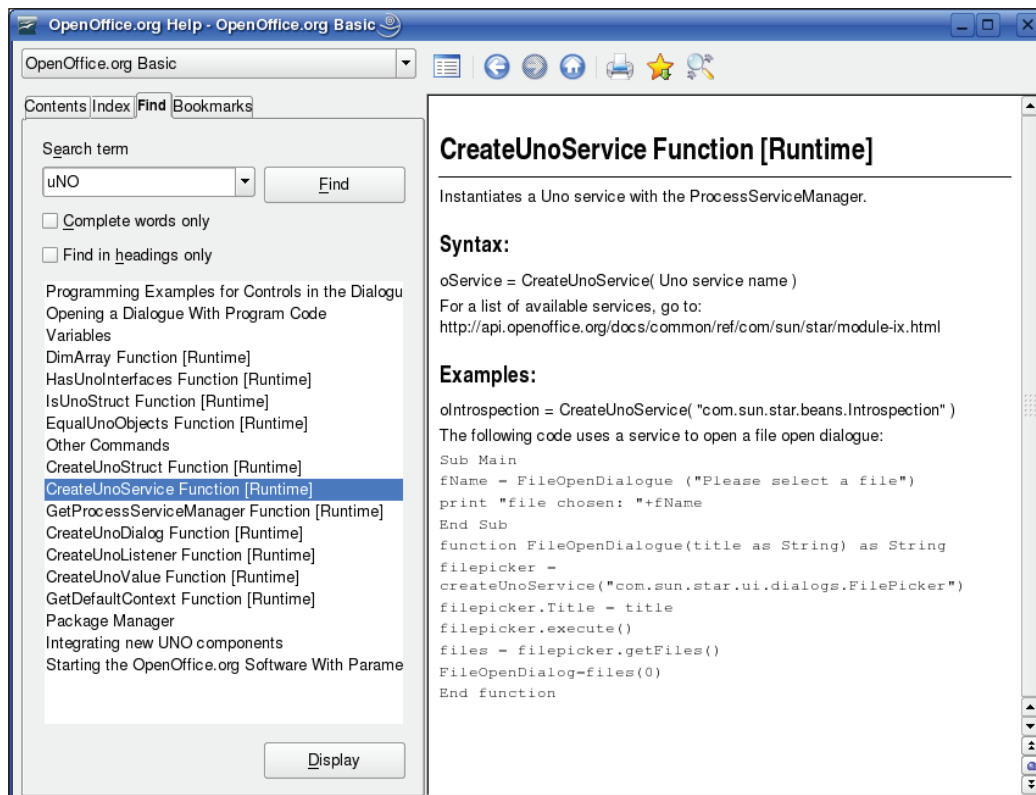 OpenOffice.org Help - OpenOffice.org Basic
OpenOffice.org Basic
Contents Index Find Bookmarks
Search term
uNO
Find
Complete words only
Find in headings only
Programming Examples for Controls in the Dialogu
Opening a Dialogue With Program Code
Variables
DimArray Function [Runtime]
HasUnoInterfaces Function [Runtime]
IsUnoStruct Function [Runtime]
EqualUnoObjects Function [Runtime]
Other Commands
CreateUnoStruct Function [Runtime]
CreateUnoService Function [Runtime]
GetProcessServiceManager Function [Runtime]
CreateUnoDialog Function [Runtime]
CreateUnoListener Function [Runtime]
CreateUnoValue Function [Runtime]
GetDefaultContext Function [Runtime]
Package Manager
Integrating new UNO components
Starting the OpenOffice.org Software With Parame
Display
CreateUnoService Function [Runtime]
Instantiates a Uno service with the ProcessServiceManager.
Syntax:
oService = CreateUnoService( Uno service name )
For a list of available services, go to:
http://api.openoffice.org/docs/common/ref/com/sun/star/module-ix.html
Examples:
oIntrospection = CreateUnoService( "com.sun.star.beans.Introspection" )
The following code uses a service to open a file open dialogue:
Sub Main
fName = FileOpenDialogue ("Please select a file")
print "file chosen: "+fName
End Sub
function FileOpenDialogue(title as String) as String
filepicker =
createUnoService("com.sun.star.ui.dialogs.FilePicker")
filepicker.Title = title
filepicker.execute()
files = filepicker.getFiles()
FileOpenDialog=files(0)
End function